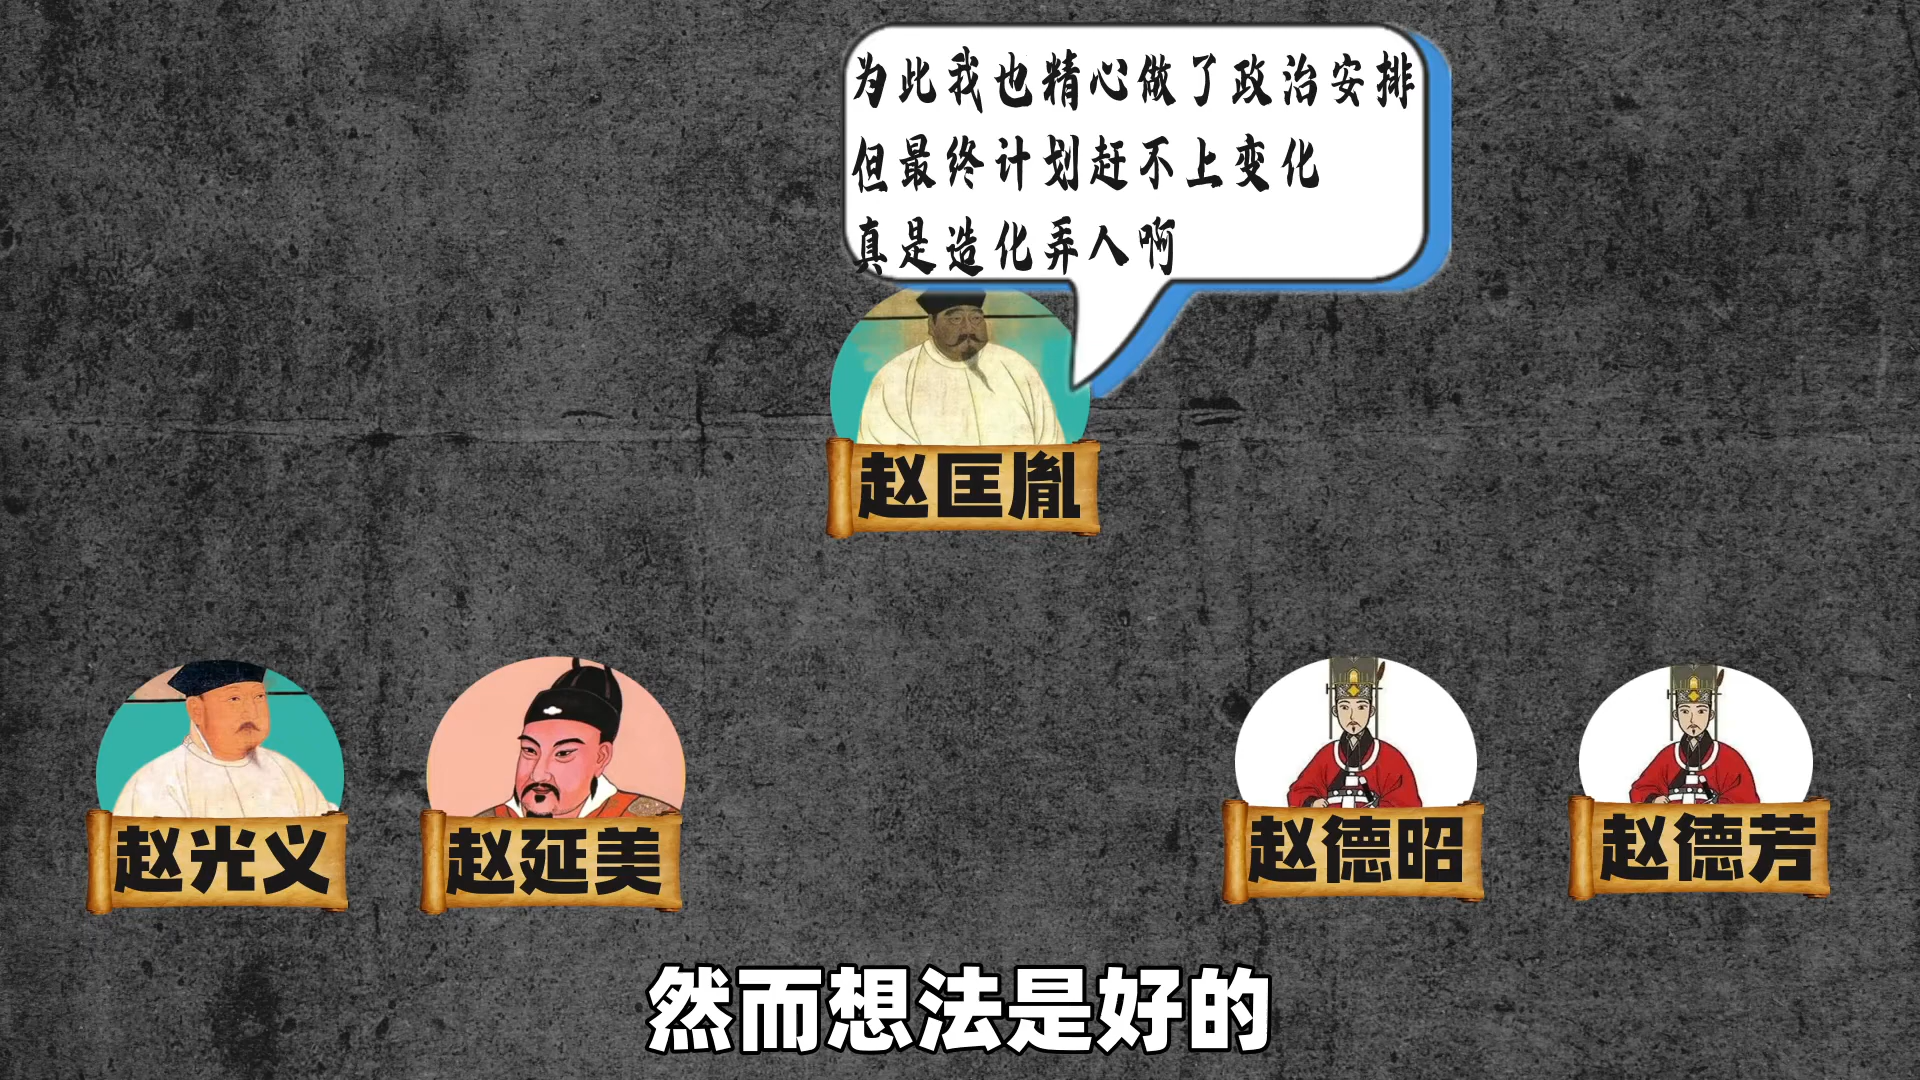 为此我也精心做了政治安排
但最终计划赶不上变化
真是造化弄人啊
赵匡胤
赵光义
赵延美
赵德昭
赵德芳
然而想法是好的